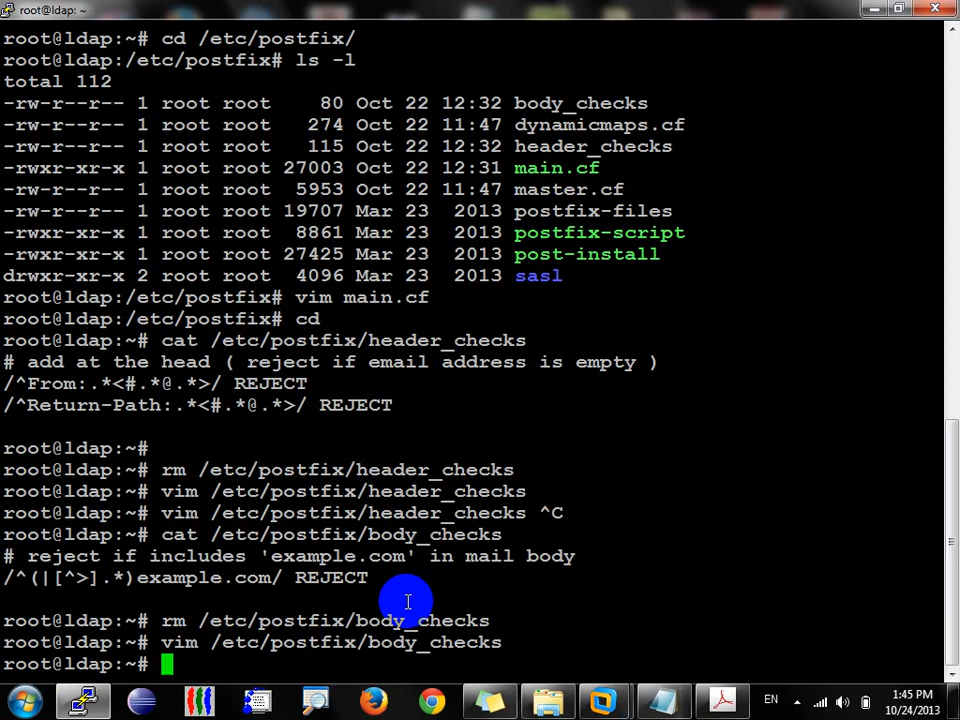 root@ldap:~
root@ldap:~# cd /etc/postfix/
root@ldap:/etc/postfix# ls -l
total 112
-rw-r--r-- 1 root root    80 Oct 22 12:32 body_checks
-rw-r--r-- 1 root root   274 Oct 22 11:47 dynamicmaps.cf
-rw-r--r-- 1 root root   115 Oct 22 12:32 header_checks
-rwxr-xr-x 1 root root 27003 Oct 22 12:31 main.cf
-rw-r--r-- 1 root root  5953 Oct 22 11:47 master.cf
-rw-r--r-- 1 root root 19707 Mar 23  2013 postfix-files
-rwxr-xr-x 1 root root  8861 Mar 23  2013 postfix-script
-rwxr-xr-x 1 root root 27425 Mar 23  2013 post-install
drwxr-xr-x 2 root root  4096 Mar 23  2013 sasl
root@ldap:/etc/postfix# vim main.cf
root@ldap:/etc/postfix# cd
root@ldap:~# cat /etc/postfix/header_checks
# add at the head ( reject if email address is empty )
/^From:.*<#.*@.*>/ REJECT
/^Return-Path:.*<#.*@.*>/ REJECT
root@ldap:~#
root@ldap:~# rm /etc/postfix/header_checks
root@ldap:~# vim /etc/postfix/header_checks
root@ldap:~# vim /etc/postfix/header_checks ^C
root@ldap:~# cat /etc/postfix/body_checks
# reject if includes 'example.com' in mail body
/^(|[^>].*)example.com/ REJECT
root@ldap:~# rm /etc/postfix/body_checks
root@ldap:~# vim /etc/postfix/body_checks
root@ldap:~#
EN
1:45 PM
10/24/2013